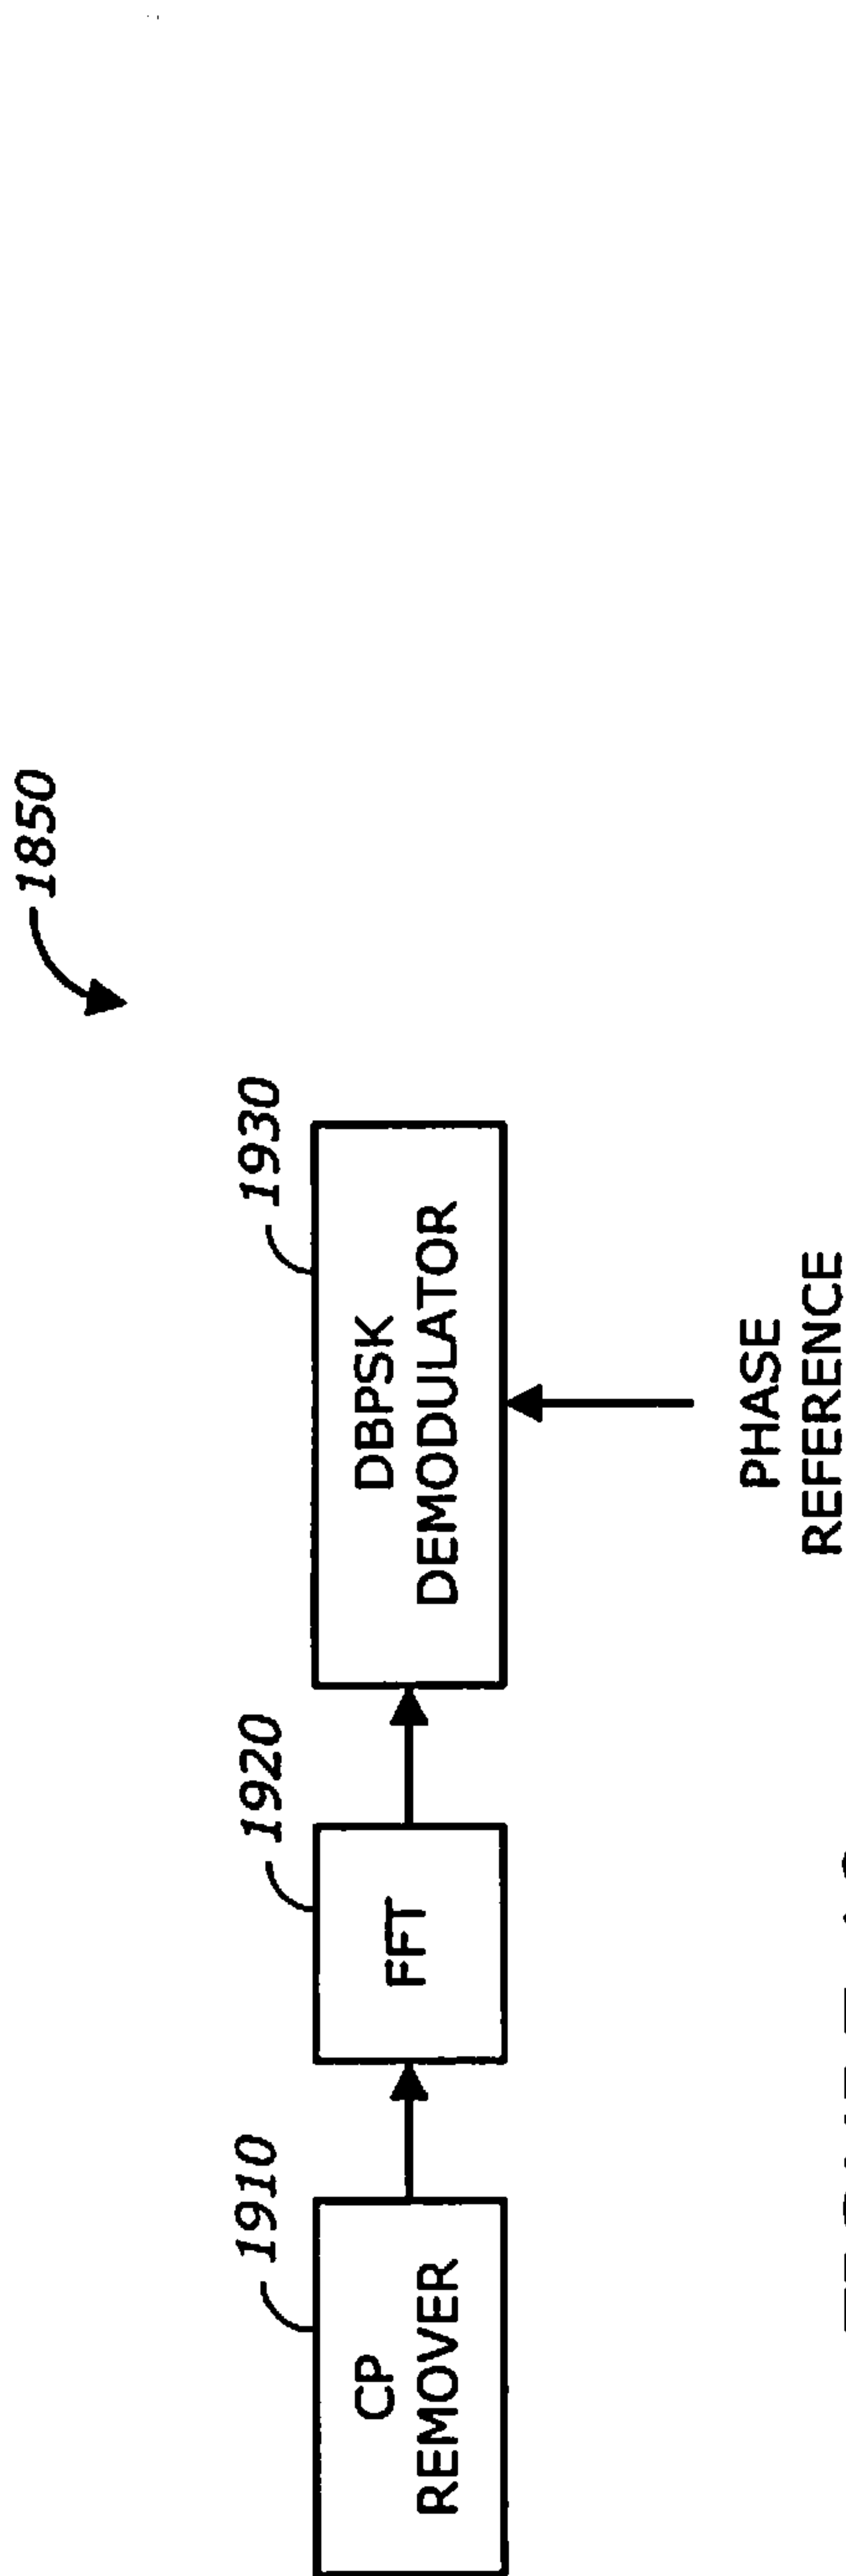 1850
1910
1920
1930
CP
REMOVER
FFT
DBPSK
DEMODULATOR
PHASE
REFERENCE